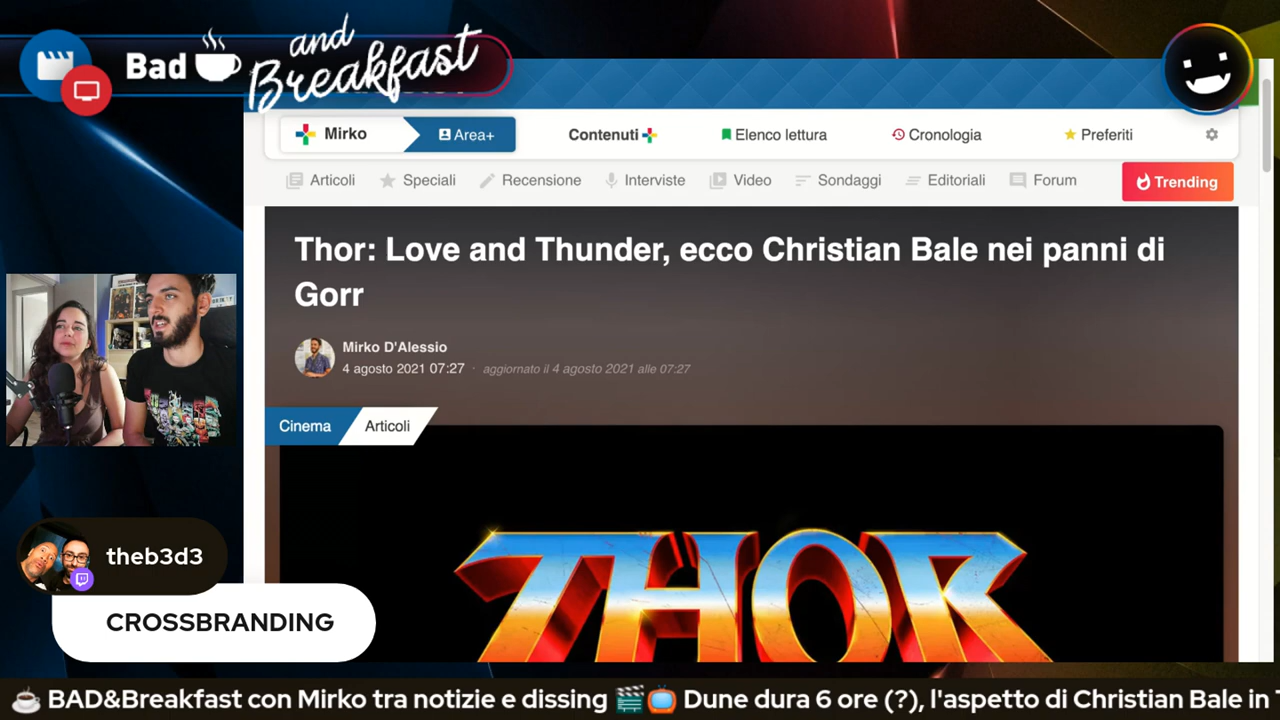 Bad and Breakfast
Mirko
Area+
Contenuti
Elenco lettura
Cronologia
Preferiti
Articoli
Speciali
Recensione
Interviste
Video
Sondaggi
Editoriali
Forum
Trending
Thor: Love and Thunder, ecco Christian Bale nei panni di
Gorr
Mirko D'Alessio
4 agosto 2021 07:27 · aggiornato il 4 agosto 2021 alle 07:27
Cinema
Articoli
THOR
theb3d3
CROSSBRANDING
☕ BAD&Breakfast con Mirko tra notizie e dissing 🎬📺 Dune dura 6 ore (?), l'aspetto di Christian Bale in